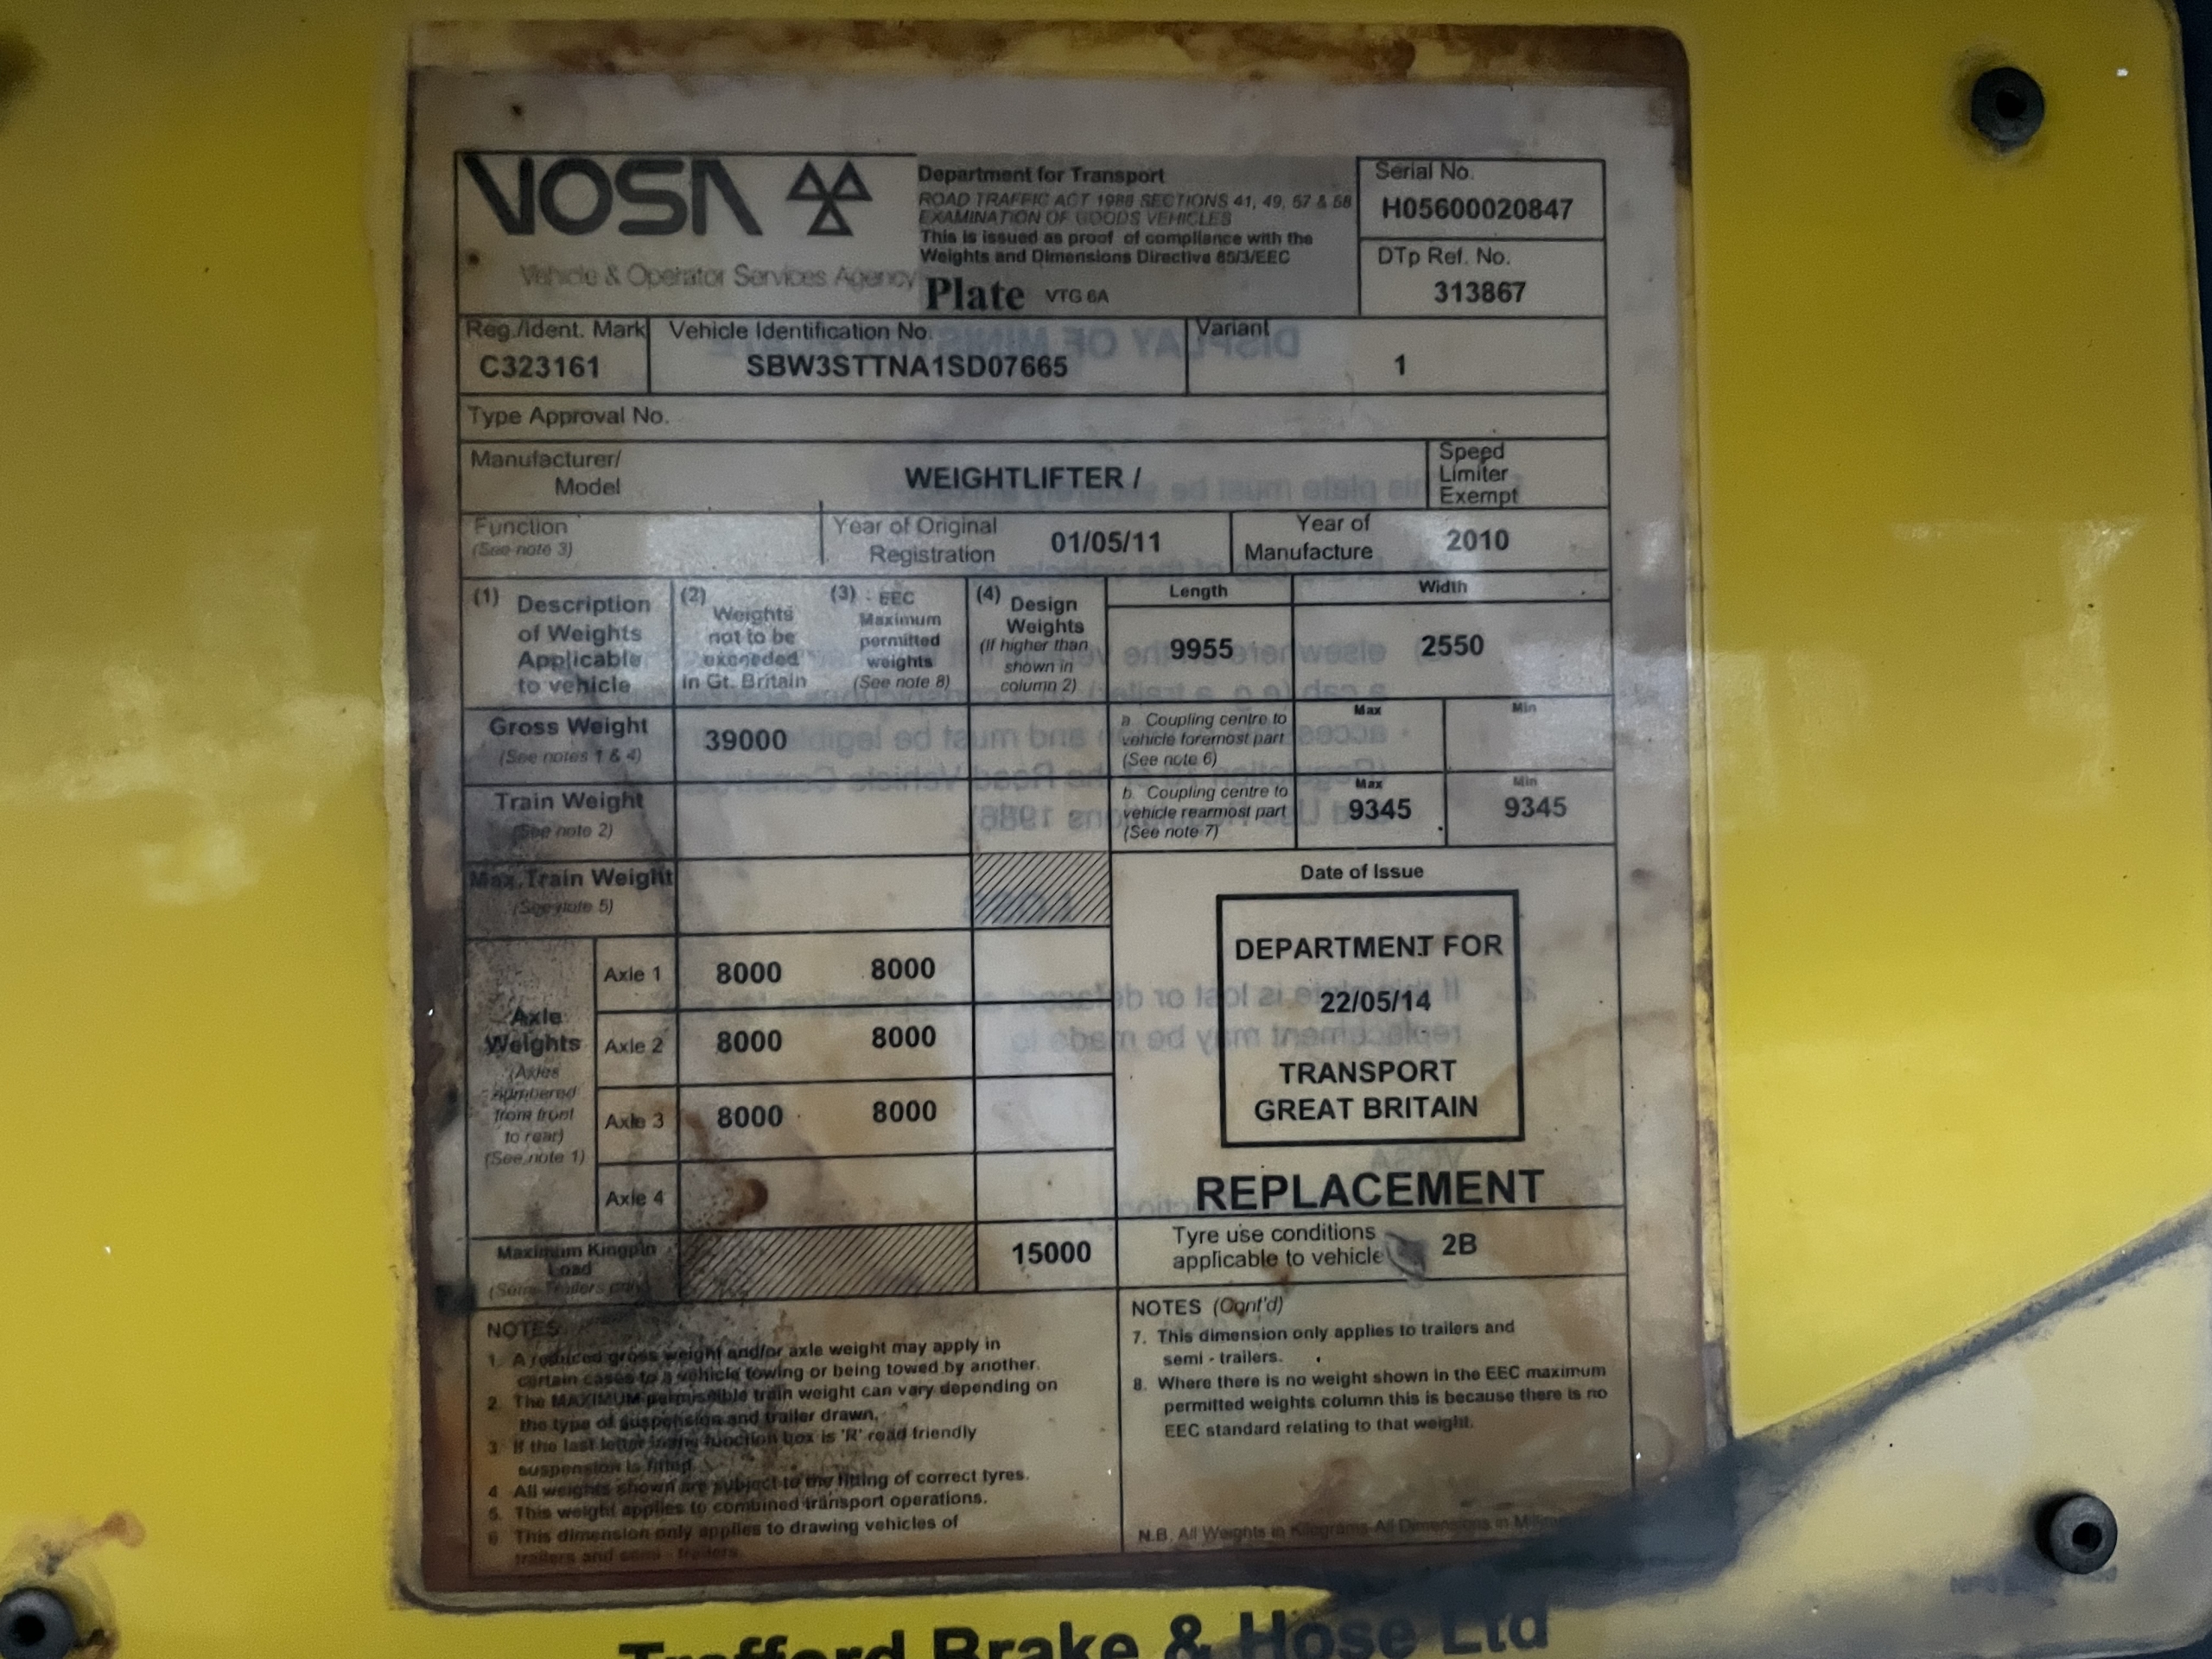 VOSA
Vehicle & Operator Services Agency
Department for Transport
ROAD TRAFFIC ACT 1988 SECTIONS 41, 49, 57 & 58
EXAMINATION OF GOODS VEHICLES
This is issued as proof of compliance with the
Weights and Dimensions Directive 85/3/EEC
Plate VTG 6A
Serial No.
H05600020847
DTp Ref. No.
313867
Reg./Ident. Mark
C323161
Vehicle Identification No.
SBW3STTNA1SD07665
Variant
1
Type Approval No.
Manufacturer/
Model
WEIGHTLIFTER /
Speed
Limiter
Exempt
Function
(See note 3)
Year of Original
Registration
01/05/11
Year of
Manufacture
2010
(1) Description
of Weights
Applicable
to vehicle
(2) Weights
not to be
exceeded
in Gt. Britain
(3) EEC
Maximum
permitted
weights
(See note 8)
(4) Design
Weights
(If higher than
shown in
column 2)
Length
9955
Width
2550
Gross Weight
(See notes 1 & 4)
39000
a Coupling centre to
vehicle foremost part
(See note 6)
Max
Min
Train Weight
(See note 2)
b. Coupling centre to
vehicle rearmost part
(See note 7)
Max
9345
Min
9345
Max.Train Weight
(See note 5)
Axle
Weights
(Axles
numbered
from front
to rear)
(See note 1)
Axle 1 8000 8000
Axle 2 8000 8000
Axle 3 8000 8000
Axle 4
Maximum Kingpin
Load
(Semi-Trailers only)
15000
Date of Issue
DEPARTMENT FOR
22/05/14
TRANSPORT
GREAT BRITAIN
REPLACEMENT
Tyre use conditions
applicable to vehicle
2B
NOTES
1. A reduced gross weight and/or axle weight may apply in
certain cases to a vehicle towing or being towed by another.
2. The MAXIMUM permissible train weight can vary depending on
the type of suspension and trailer drawn.
3. If the last letter in the function box is 'R' road friendly
suspension is fitted
4 All weights shown are subject to the fitting of correct tyres.
5. This weight applies to combined transport operations.
6 This dimension only applies to drawing vehicles of
trailers and semi - trailers
NOTES (Cont'd)
7. This dimension only applies to trailers and
semi - trailers.
8. Where there is no weight shown in the EEC maximum
permitted weights column this is because there is no
EEC standard relating to that weight.
N.B. All Weights in Kilograms All Dimensions in
Trafford Brake & Hose Ltd